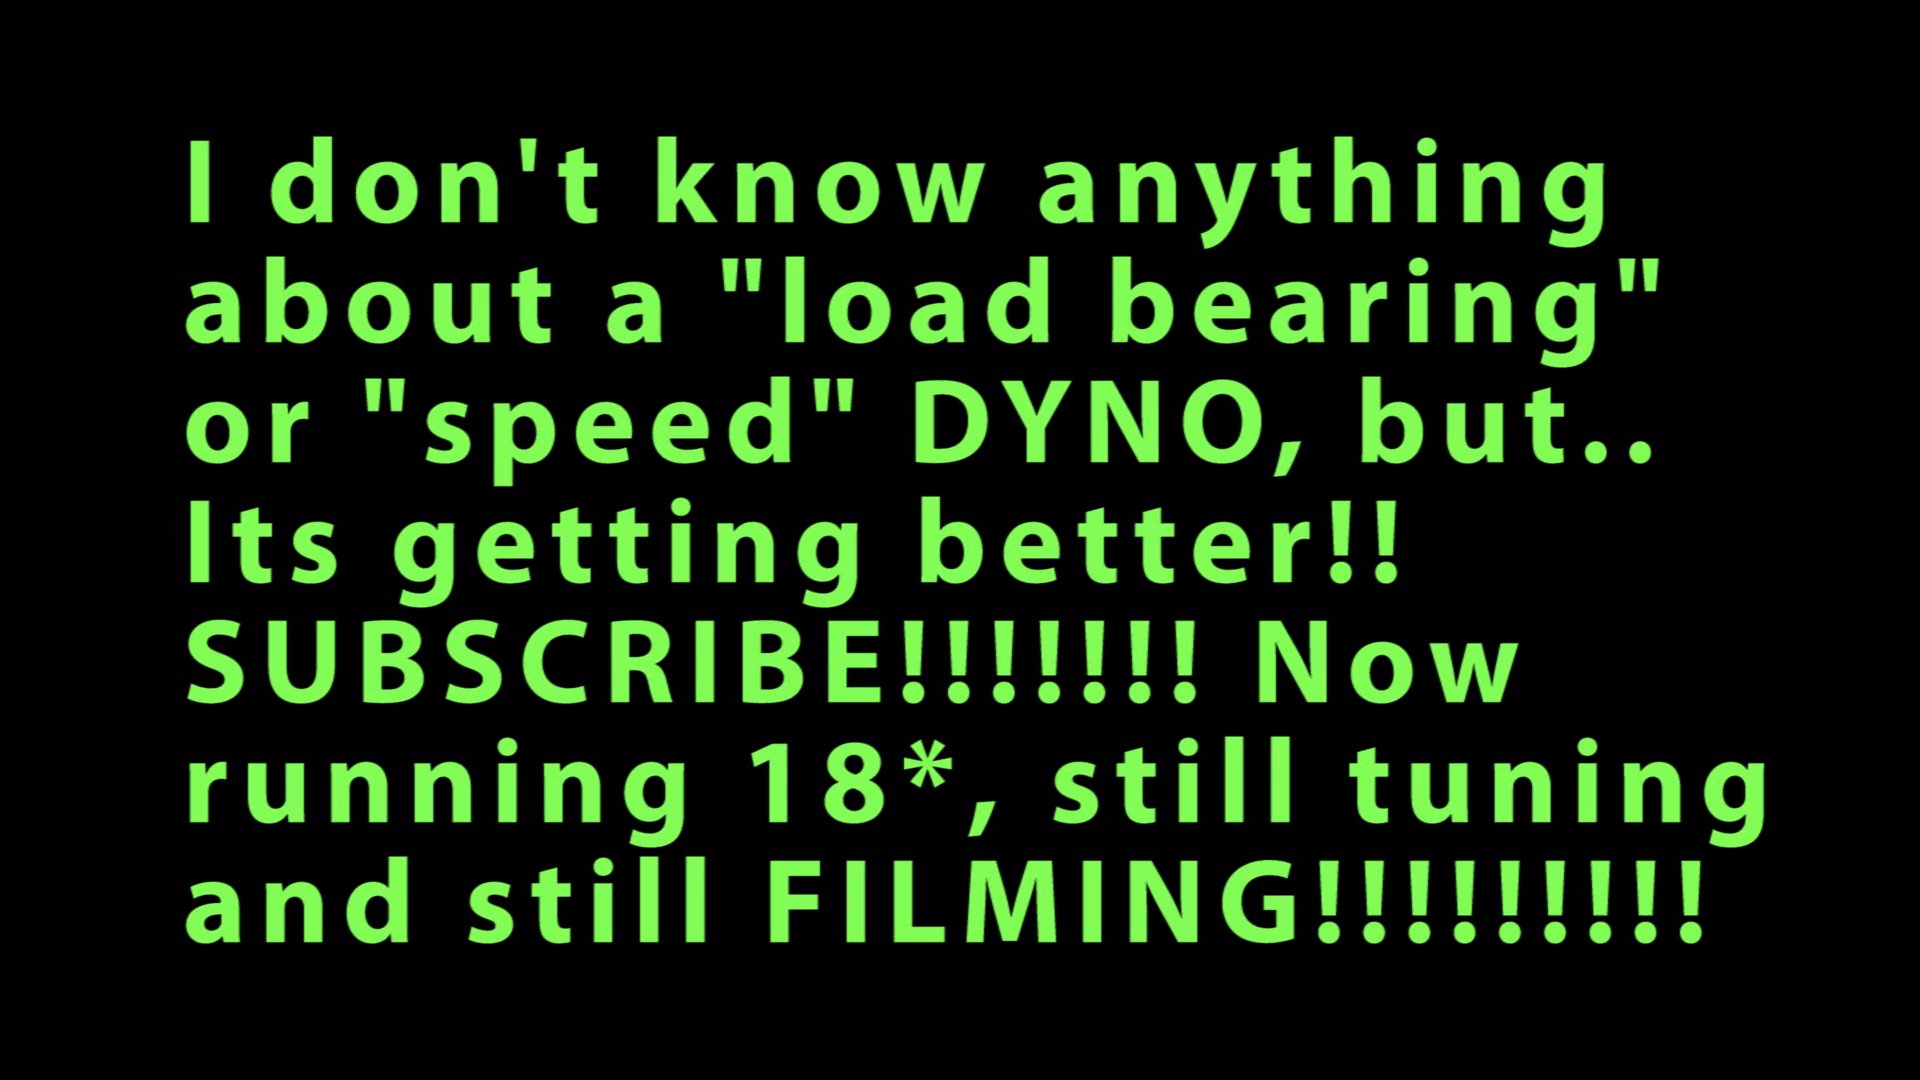 I don't know anything
about a "load bearing"
or "speed" DYNO, but..
Its getting better!!
SUBSCRIBE!!!!!!! Now
running 18*, still tuning
and still FILMING!!!!!!!!!